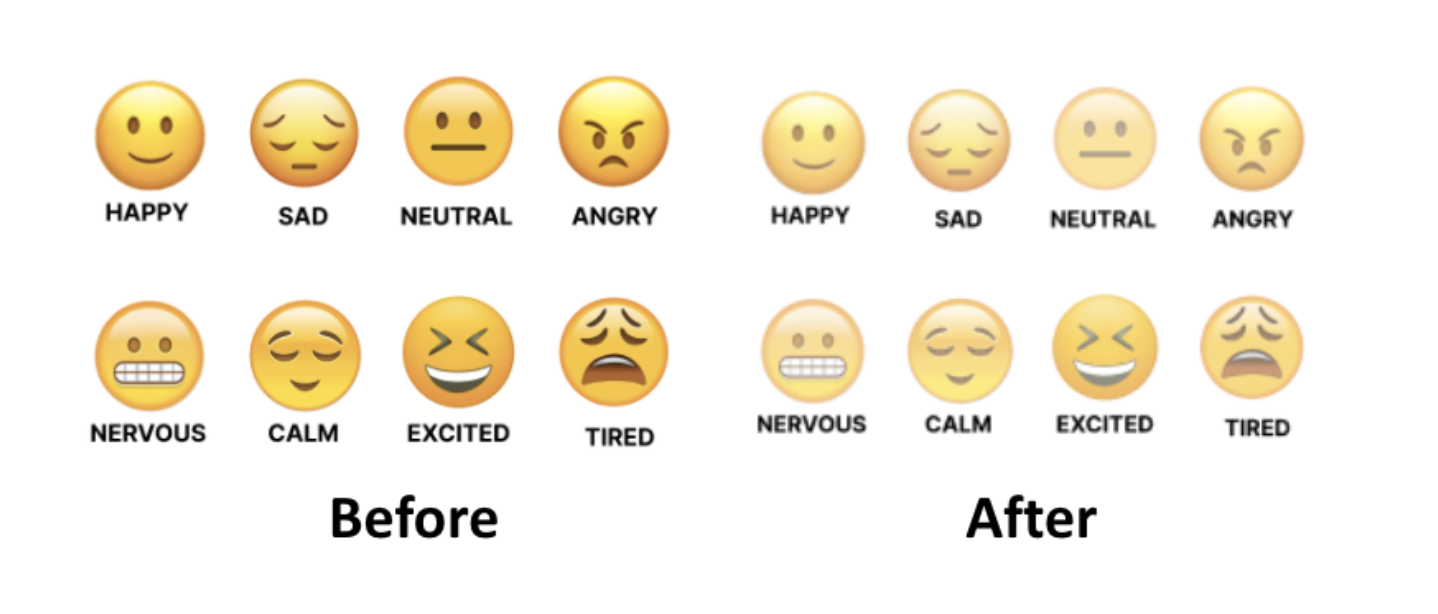 HAPPY SAD NEUTRAL ANGRY
NERVOUS CALM EXCITED TIRED
Before
HAPPY SAD NEUTRAL ANGRY
NERVOUS CALM EXCITED TIRED
After